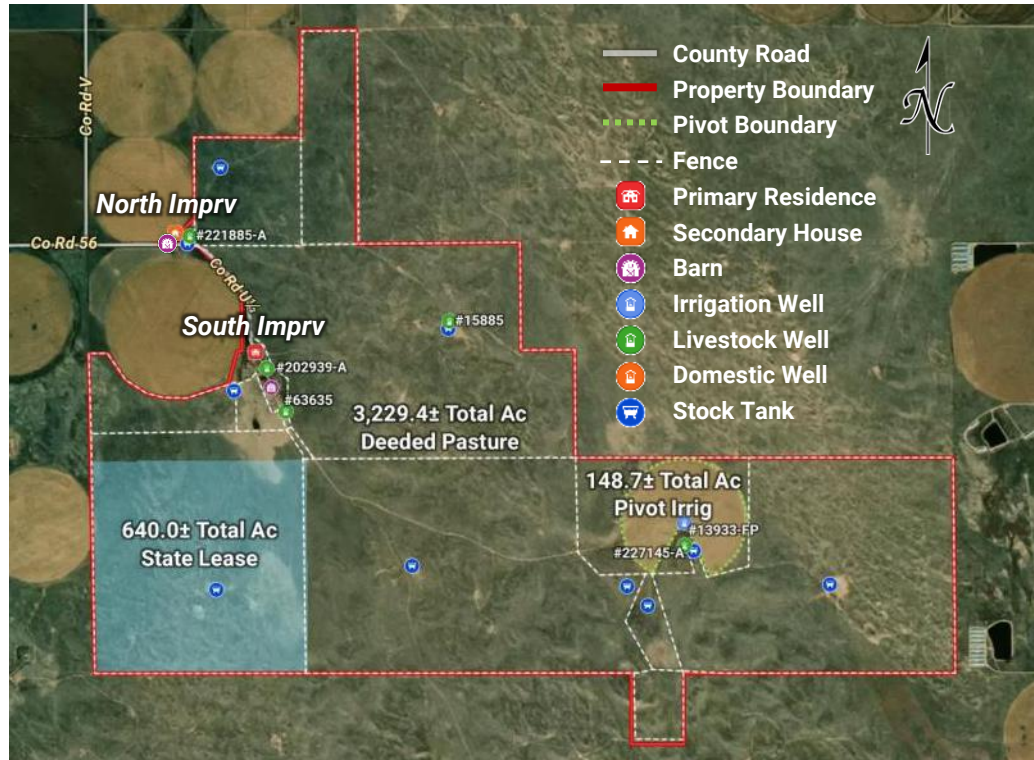 County Road
Property Boundary
Pivot Boundary
Fence
Primary Residence
Secondary House
Barn
Irrigation Well
Livestock Well
Domestic Well
Stock Tank
N
Co Rd V
North Imprv
#221885-A
Co Rd 56
Co Rd U½
South Imprv
#15885
#202939-A
#63635
3,229.4± Total Ac
Deeded Pasture
148.7± Total Ac
Pivot Irrig
#13933-FP
#227145-A
640.0± Total Ac
State Lease